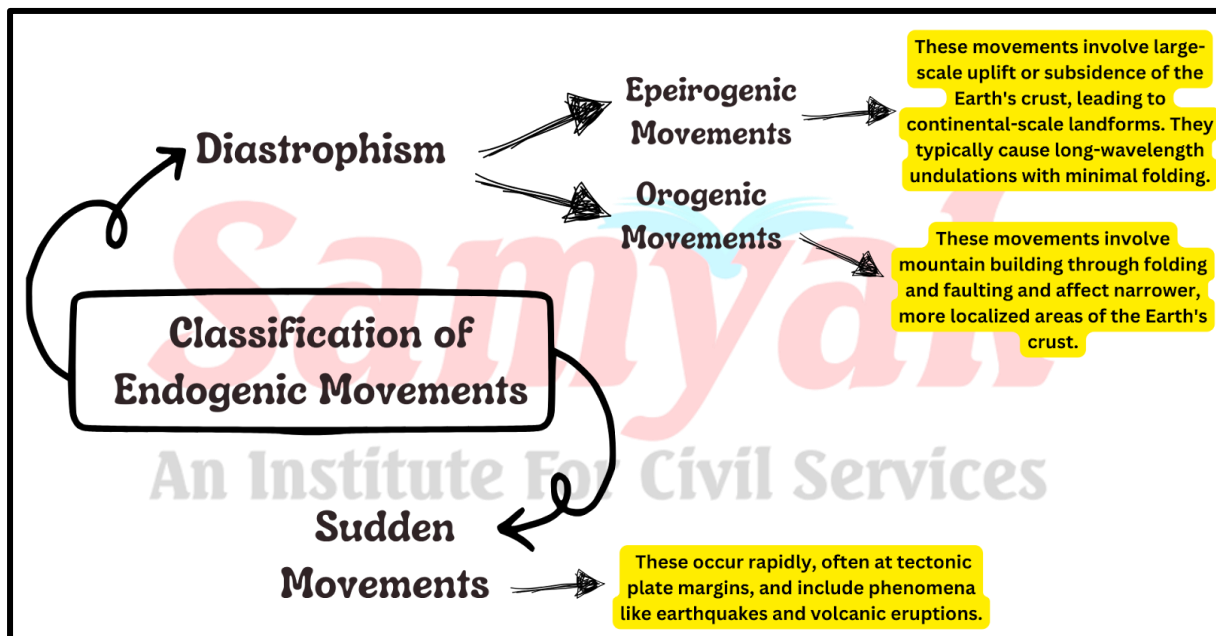 Diastrophism
Epeirogenic
Movements
These movements involve large-
scale uplift or subsidence of the
Earth's crust, leading to
continental-scale landforms. They
typically cause long-wavelength
undulations with minimal folding.
Orogenic
Movements
These movements involve
mountain building through folding
and faulting and affect narrower,
more localized areas of the Earth's
crust.
Samyak
Classification of
Endogenic Movements
An Institute For Civil Services
Sudden
Movements
These occur rapidly, often at tectonic
plate margins, and include phenomena
like earthquakes and volcanic eruptions.